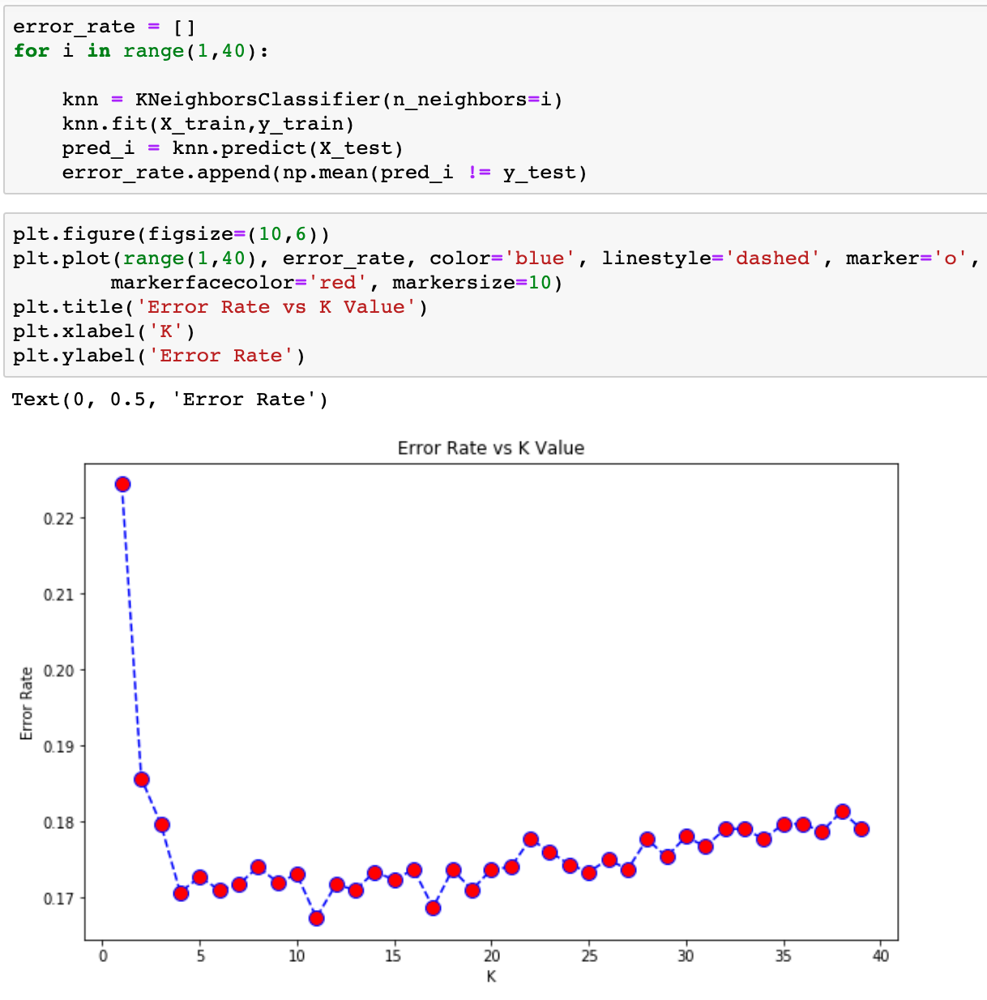 error_rate = []
for i in range(1,40):
    knn = KNeighborsClassifier(n_neighbors=i)
    knn.fit(X_train,y_train)
    pred_i = knn.predict(X_test)
    error_rate.append(np.mean(pred_i != y_test)
plt.figure(figsize=(10,6))
plt.plot(range(1,40), error_rate, color='blue', linestyle='dashed', marker='o',
        markerfacecolor='red', markersize=10)
plt.title('Error Rate vs K Value')
plt.xlabel('K')
plt.ylabel('Error Rate')
Text(0, 0.5, 'Error Rate')
Error Rate vs K Value
0.22
0.21
0.20
0.19
0.18
0.17
Error Rate
0 5 10 15 20 25 30 35 40
K